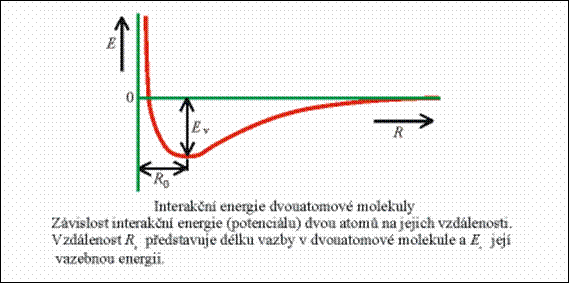 E
0
E v
R
R0
Interakční energie dvouatomové molekuly
Závislost interakční energie (potenciálu) dvou atomů na jejich vzdálenosti.
Vzdálenost R, představuje délku vazby v dvouatomové molekule a E, její
vazebnou energii.